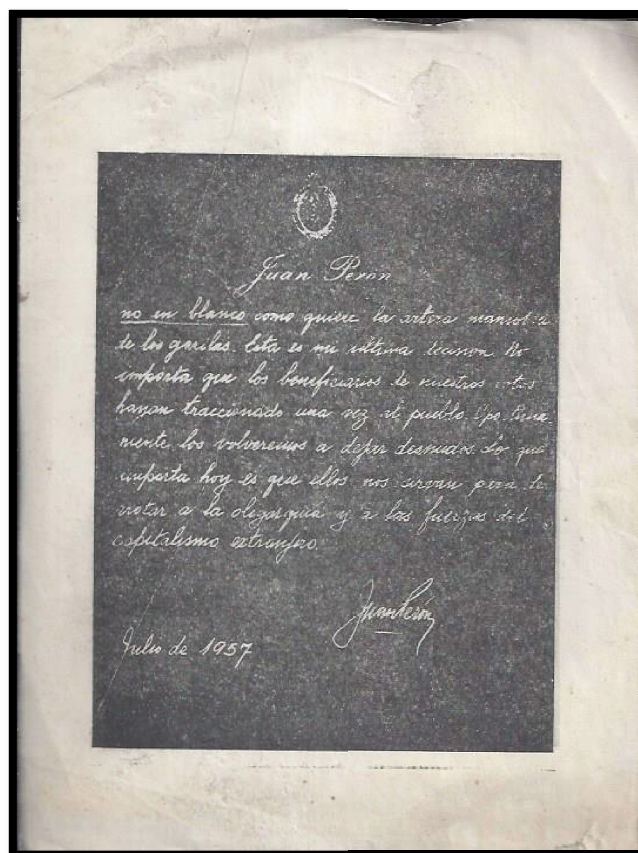 Juan Perón
no en blanco como quiere la artera maniobra
de los gorilas. Esta es mi última decisión. No
importa que los beneficiarios de nuestros votos
hayan traicionado una vez al pueblo.
mente los volveremos a dejar desnudos. Lo que
importa hoy es que ellos nos sirvan para de
rrotar a la oligarquía y a las fuerzas del
capitalismo extranjero.
Juan Perón
Julio de 1957